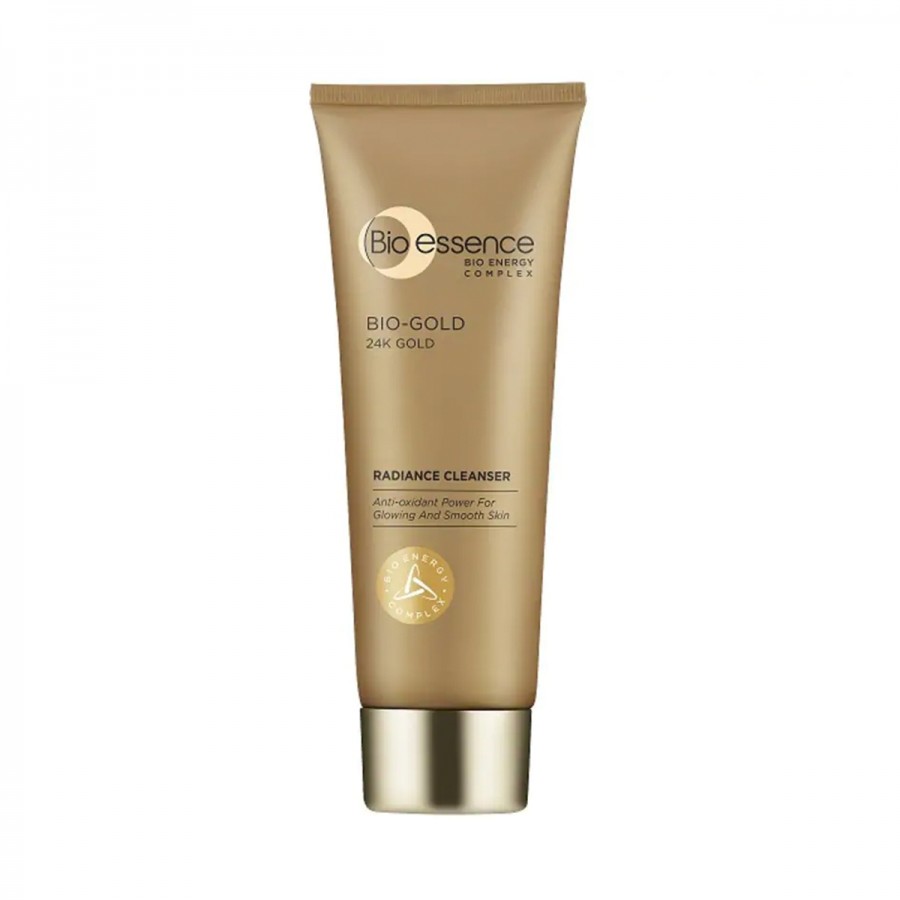 Bio essence
BIO ENERGY
COMPLEX
BIO-GOLD
24K GOLD
RADIANCE CLEANSER
Anti-oxidant Power For
Glowing And Smooth Skin
BIO ENERGY
COMPLEX